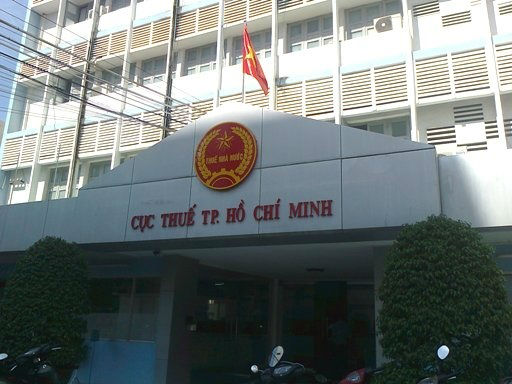 THUẾ NHÀ NƯỚC
CỤC THUẾ TP. HỒ CHÍ MINH